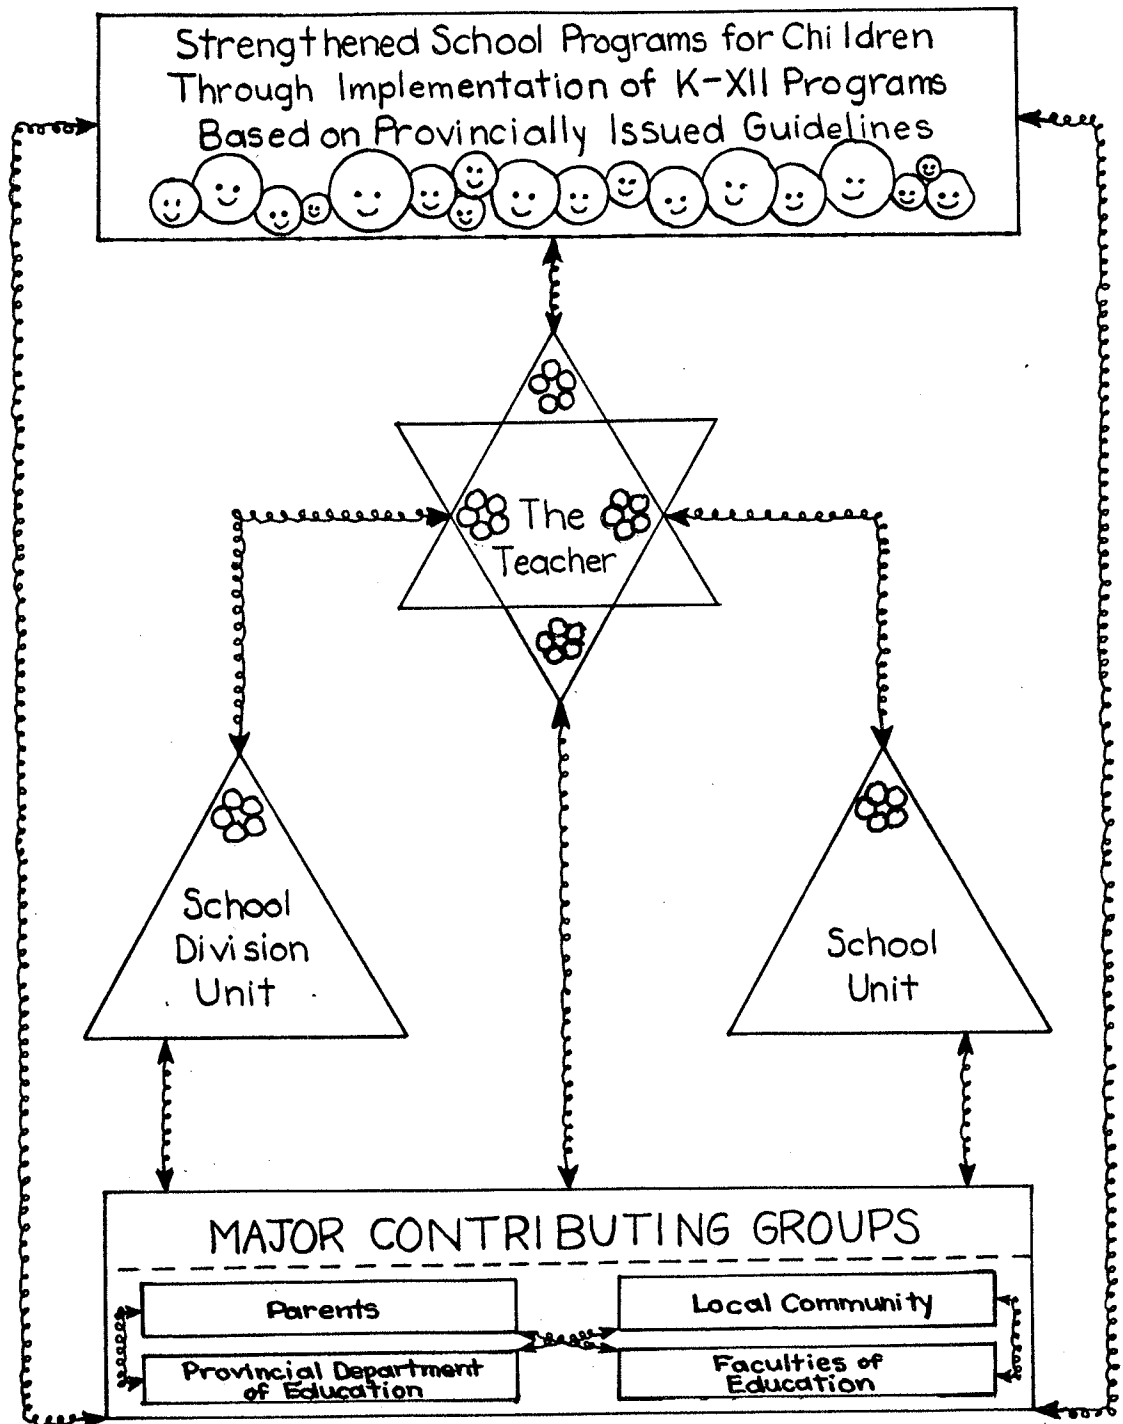 Strengthened School Programs for Children
Through Implementation of K-XII Programs
Based on Provincially Issued Guidelines
The
Teacher
School
Division
Unit
School
Unit
MAJOR CONTRIBUTING GROUPS
Parents
Local Community
Provincial Department
of Education
Faculties of
Education